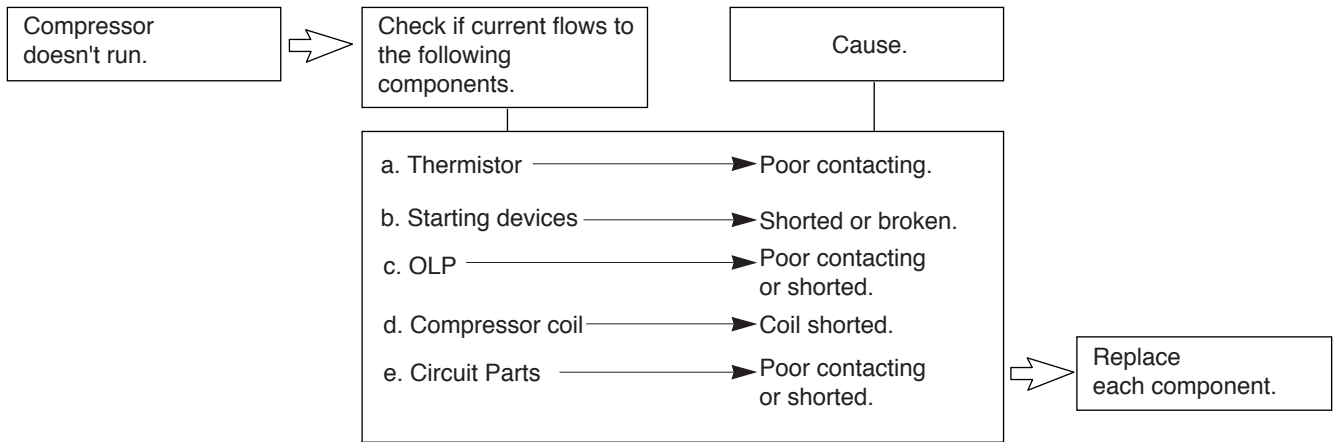 Compressor
doesn't run.
Check if current flows to
the following
components.
Cause.
a. Thermistor
Poor contacting.
b. Starting devices
Shorted or broken.
c. OLP
Poor contacting
or shorted.
d. Compressor coil
Coil shorted.
e. Circuit Parts
Poor contacting
or shorted.
Replace
each component.